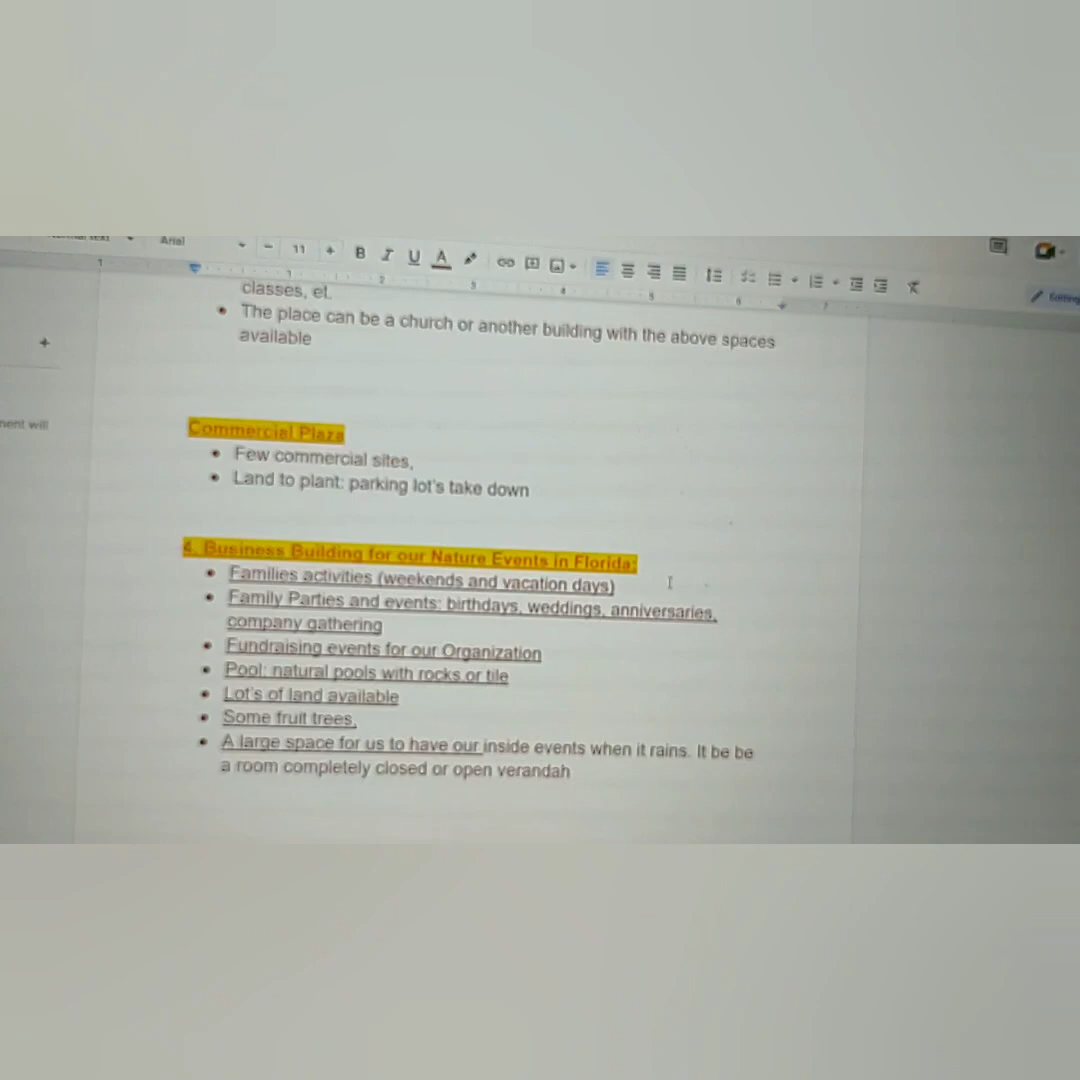 Arial
11
classes, et.
The place can be a church or another building with the above spaces
available
ment will
Commercial Plaza
Few commercial sites,
Land to plant: parking lot's take down
4. Business Building for our Nature Events in Florida:
Families activities (weekends and vacation days)
Family Parties and events: birthdays, weddings, anniversaries,
company gathering
Fundraising events for our Organization
Pool: natural pools with rocks or tile
Lot's of land available
Some fruit trees,
A large space for us to have our inside events when it rains. It be be
a room completely closed or open verandah
Editing